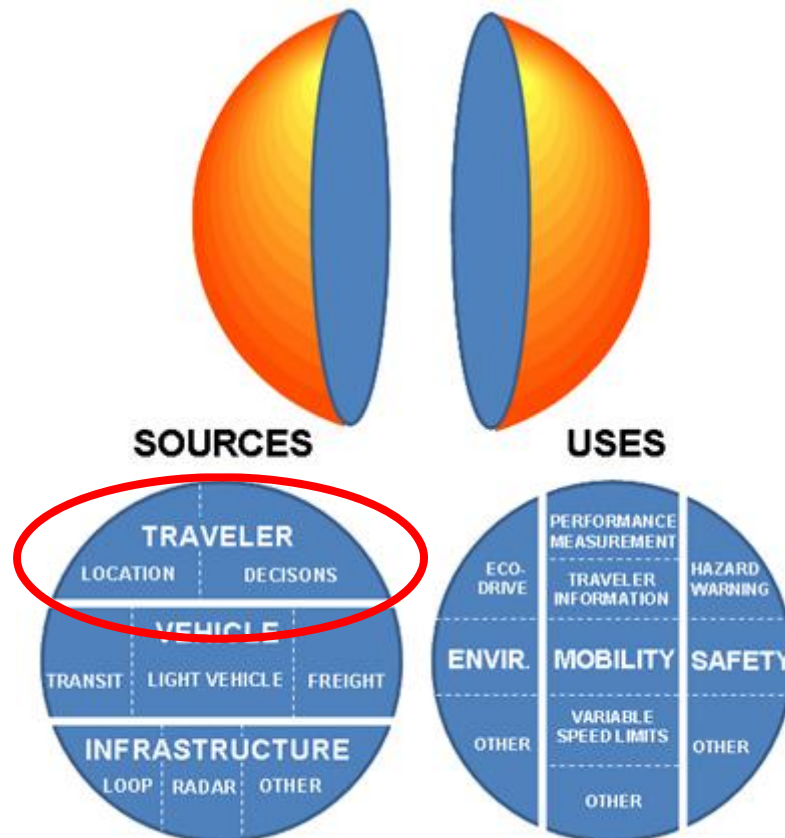 SOURCES
TRAVELER
LOCATION
DECISONS
VEHICLE
TRANSIT
LIGHT VEHICLE
FREIGHT
INFRASTRUCTURE
LOOP
RADAR
OTHER
USES
ECO-
DRIVE
ENVIR.
OTHER
PERFORMANCE
MEASUREMENT
TRAVELER
INFORMATION
MOBILITY
VARIABLE
SPEED LIMITS
OTHER
HAZARD
WARNING
SAFETY
OTHER